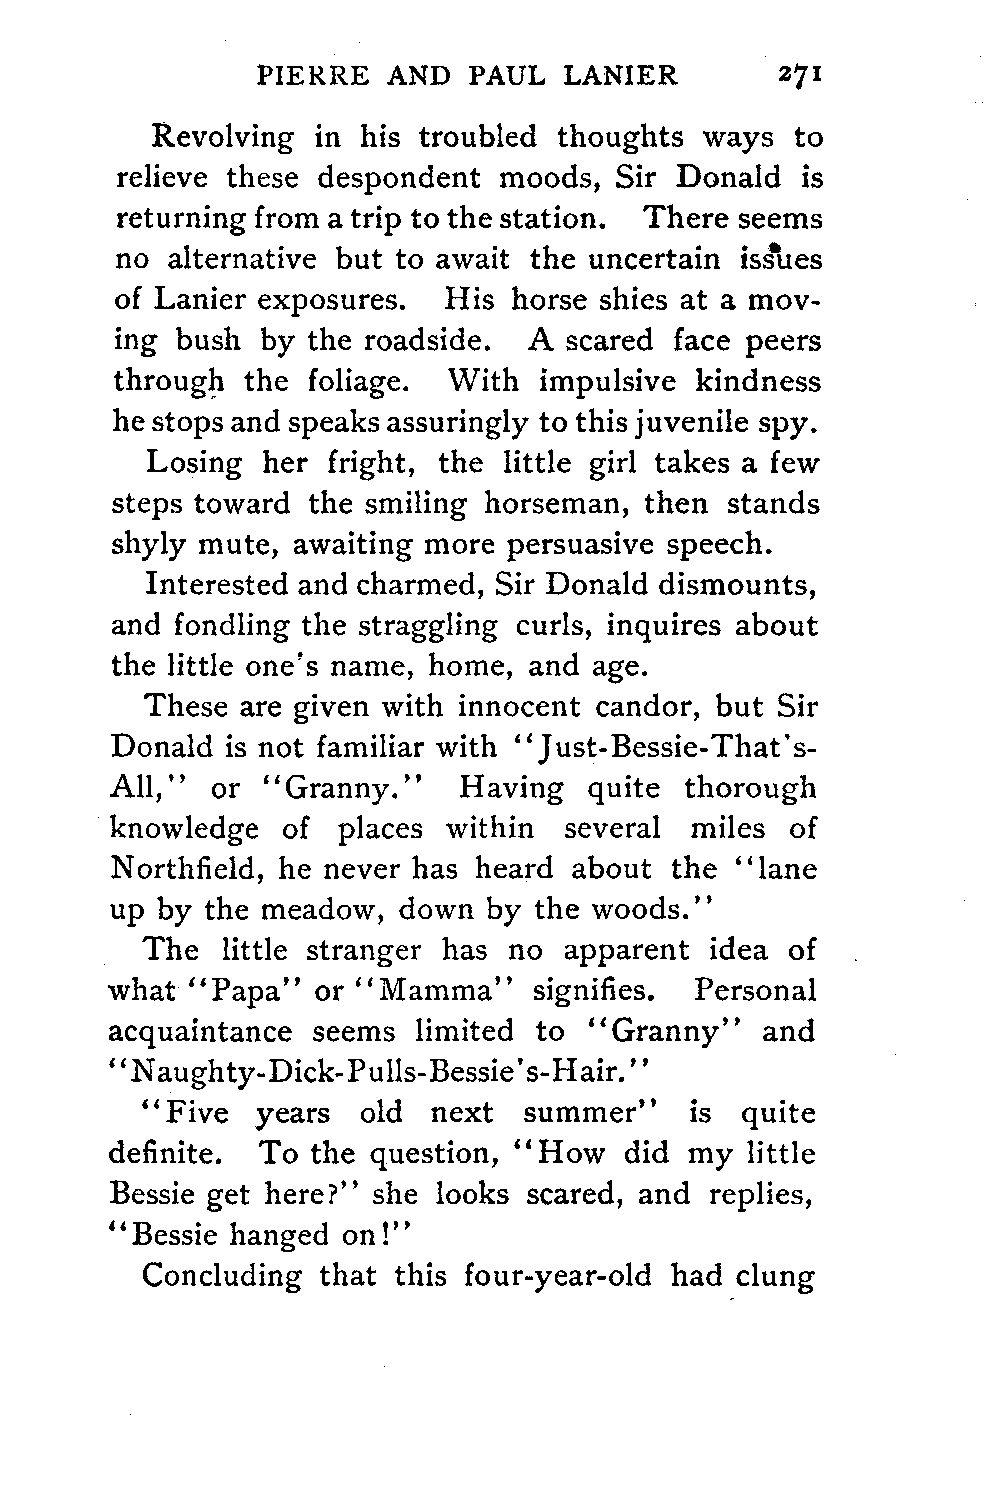 PIERRE AND PAUL LANIER 271
Revolving in his troubled thoughts ways to
relieve these despondent moods, Sir Donald is
returning from a trip to the station. There seems
no alternative but to await the uncertain issues
of Lanier exposures. His horse shies at a mov-
ing bush by the roadside. A scared face peers
through the foliage. With impulsive kindness
he stops and speaks assuringly to this juvenile spy.
Losing her fright, the little girl takes a few
steps toward the smiling horseman, then stands
shyly mute, awaiting more persuasive speech.
Interested and charmed, Sir Donald dismounts,
and fondling the straggling curls, inquires about
the little one's name, home, and age.
These are given with innocent candor, but Sir
Donald is not familiar with "Just-Bessie-That's-
All," or "Granny." Having quite thorough
knowledge of places within several miles of
Northfield, he never has heard about the "lane
up by the meadow, down by the woods."
The little stranger has no apparent idea of
what "Papa" or "Mamma" signifies. Personal
acquaintance seems limited to "Granny" and
"Naughty-Dick-Pulls-Bessie's-Hair."
"Five years old next summer" is quite
definite. To the question, "How did my little
Bessie get here?" she looks scared, and replies,
"Bessie hanged on!"
Concluding that this four-year-old had clung